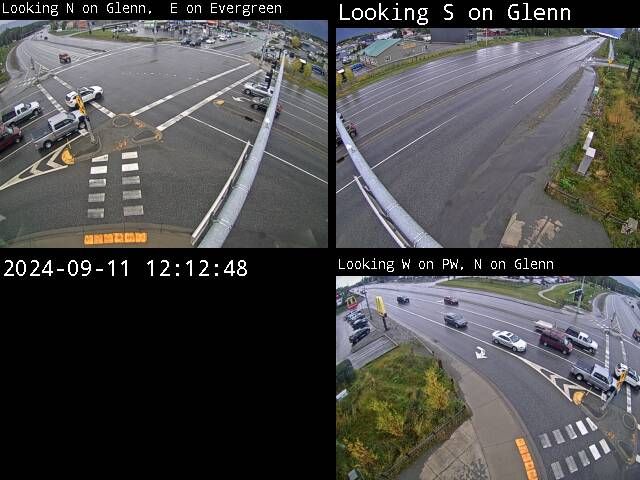 Looking N on Glenn, E on Evergreen
Looking S on Glenn
2024-09-11 12:12:48
Looking W on PW, N on Glenn